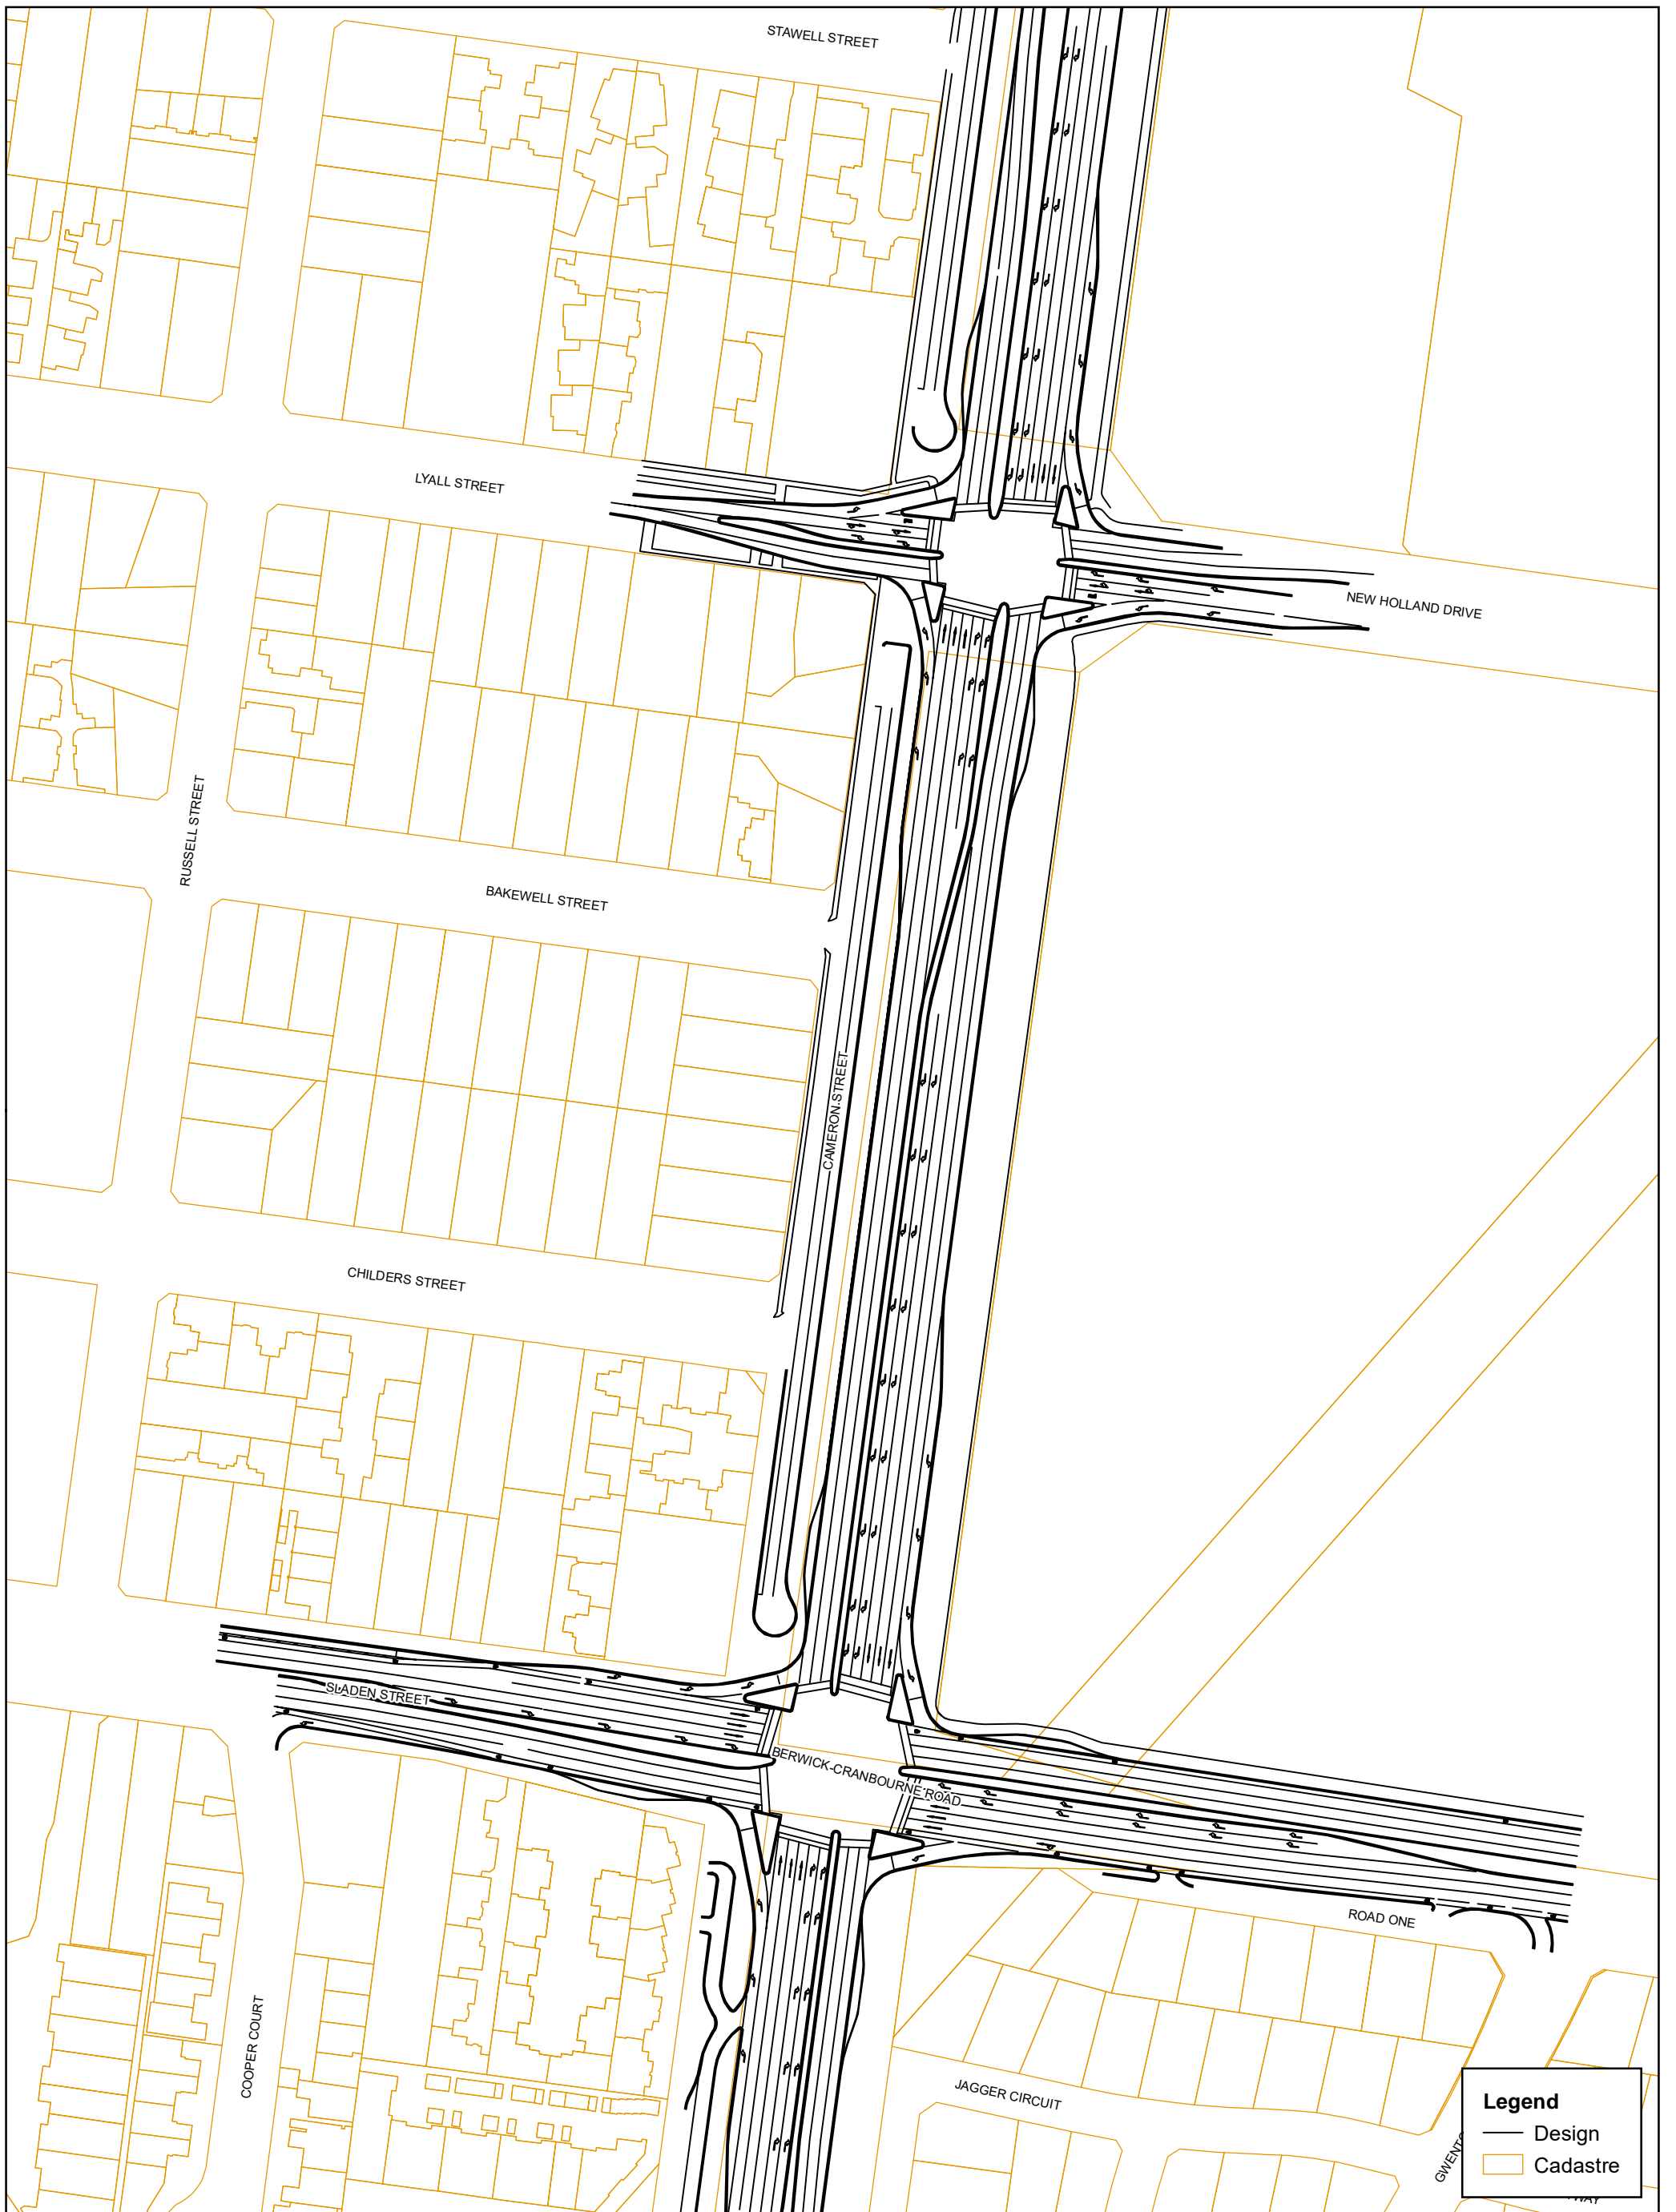 STAWELL STREET
LYALL STREET
NEW HOLLAND DRIVE
RUSSELL STREET
BAKEWELL STREET
CAMERON STREET
CHILDERS STREET
SLADEN STREET
BERWICK-CRANBOURNE ROAD
ROAD ONE
COOPER COURT
JAGGER CIRCUIT
Legend
Design
Cadastre